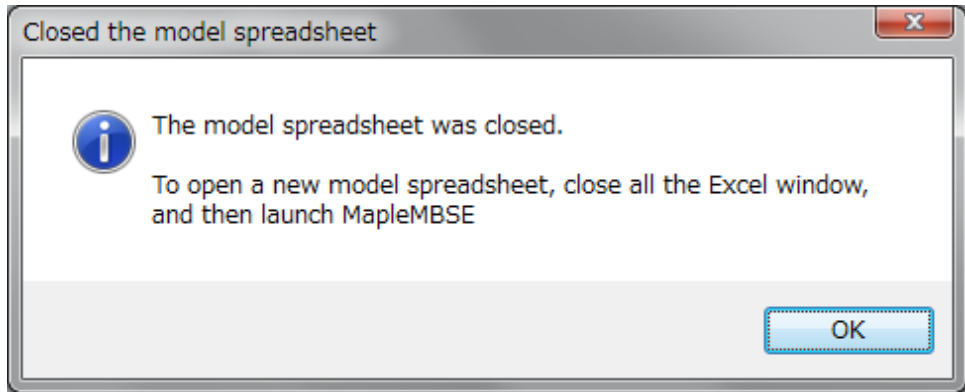 Closed the model spreadsheet
The model spreadsheet was closed.
To open a new model spreadsheet, close all the Excel window,
and then launch MapleMBSE
OK